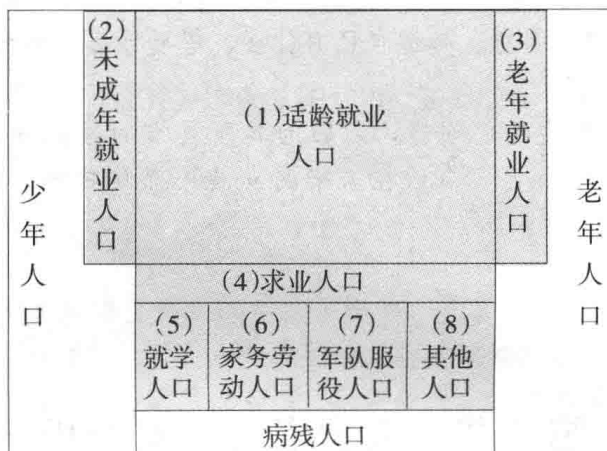 少年人口
(2)未成年就业人口
(1)适龄就业
人口
(3)老年就业人口
老年人口
(4)求业人口
(5)
就学
人口
(6)
家务劳
动人口
(7)
军队服
役人口
(8)
其他
人口
病残人口